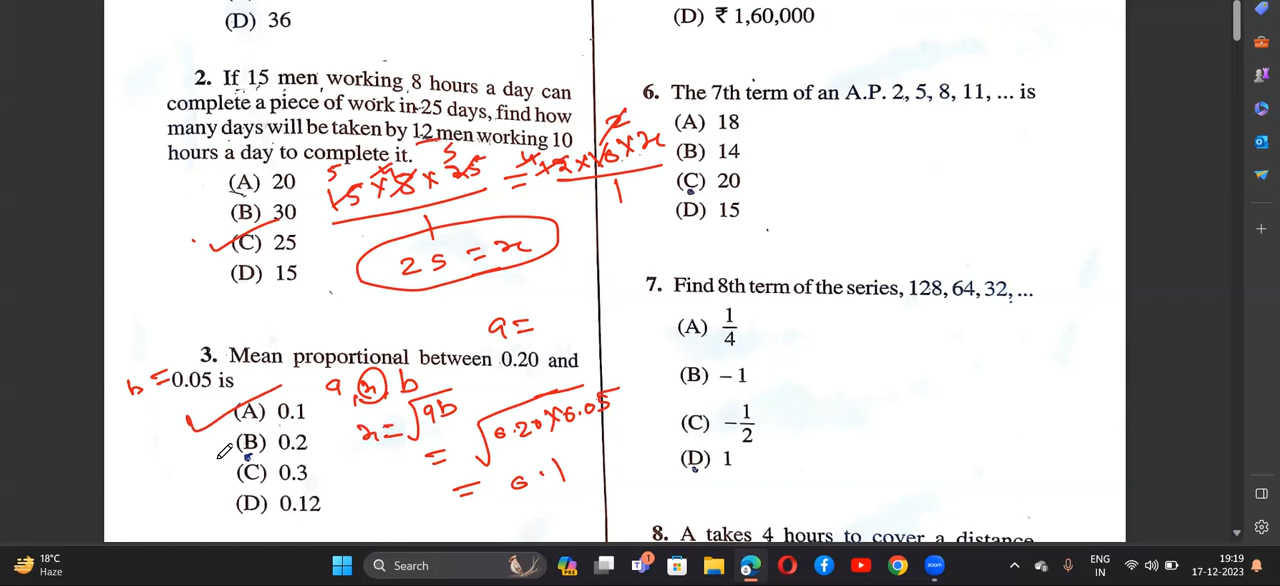 (D) 36
2. If 15 men working 8 hours a day can
complete a piece of work in 25 days, find how
many days will be taken by 12 men working 10
hours a day to complete it.
(A) 20
(B) 30
(C) 25
(D) 15
25 = x
a =
3. Mean proportional between 0.20 and
b = 0.05 is
(A) 0.1
(B) 0.2
(C) 0.3
(D) 0.12
a, x, b
x = √ab
= √0.20×0.05
= 0.1
(D) ₹ 1,60,000
6. The 7th term of an A.P. 2, 5, 8, 11, ... is
(A) 18
(B) 14
(C) 20
(D) 15
7. Find 8th term of the series, 128, 64, 32, ...
(A) 1/4
(B) – 1
(C) – 1/2
(D) 1
8. A takes 4 hours to cover a distance
18°C
Haze
Search
1
ENG
IN
19:19
17-12-2023